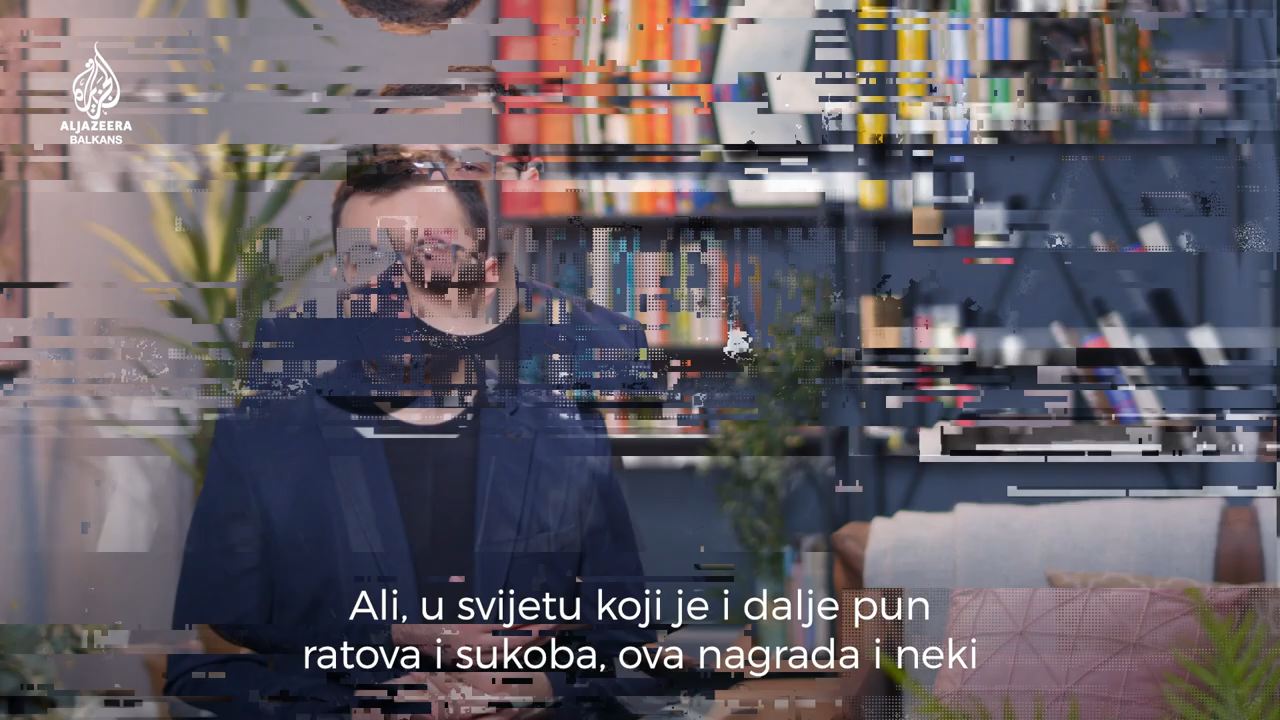 ALJAZEERA
BALKANS
Ali, u svijetu koji je i dalje pun
ratova i sukoba, ova nagrada i neki